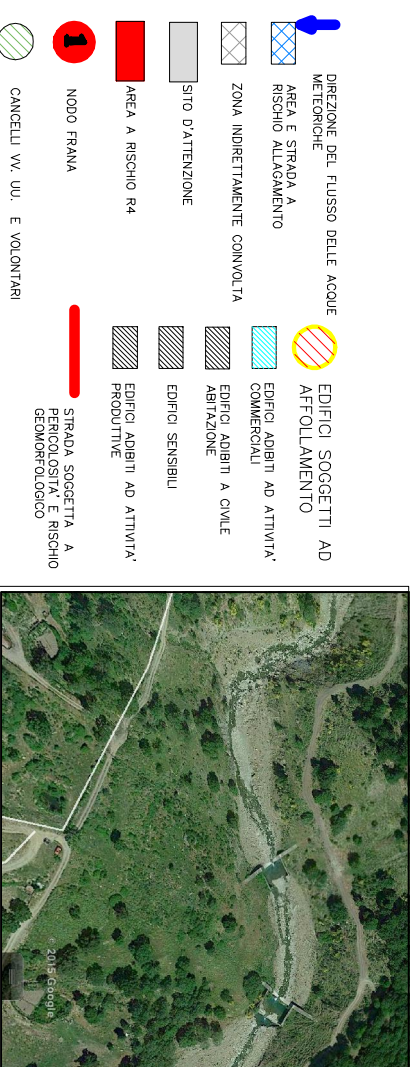 DIREZIONE DEL FLUSSO DELLE ACQUE
METEORICHE
AREA E STRADA A
RISCHIO ALLAGAMENTO
ZONA INDIRETTAMENTE COINVOLTA
SITO D'ATTENZIONE
AREA A RISCHIO R4
1
NODO FRANA
CANCELLI VV. UU. E VOLONTARI
EDIFICI SOGGETTI AD
AFFOLLAMENTO
EDIFICI ADIBITI AD ATTIVITA'
COMMERCIALI
EDIFICI ADIBITI A CIVILE
ABITAZIONE
EDIFICI SENSIBILI
EDIFICI ADIBITI AD ATTIVITA'
PRODUTTIVE
STRADA SOGGETTA A
PERICOLOSITA' E RISCHIO
GEOMORFOLOGICO
2015 Google